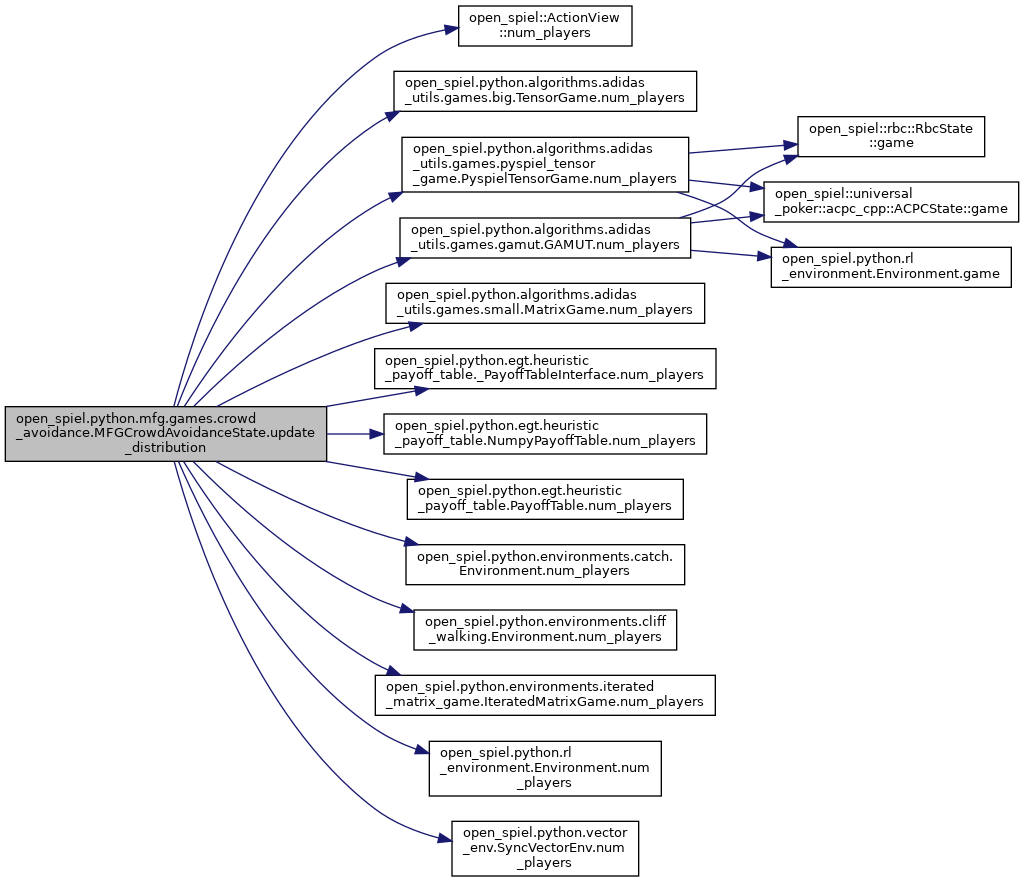 open_spiel::ActionView
::num_players
open_spiel.python.algorithms.adidas
_utils.games.big.TensorGame.num_players
open_spiel.python.algorithms.adidas
_utils.games.pyspiel_tensor
_game.PyspielTensorGame.num_players
open_spiel::rbc::RbcState
::game
open_spiel::universal
_poker::acpc_cpp::ACPCState::game
open_spiel.python.algorithms.adidas
_utils.games.gamut.GAMUT.num_players
open_spiel.python.rl
_environment.Environment.game
open_spiel.python.algorithms.adidas
_utils.games.small.MatrixGame.num_players
open_spiel.python.egt.heuristic
_payoff_table._PayoffTableInterface.num_players
open_spiel.python.mfg.games.crowd
_avoidance.MFGCrowdAvoidanceState.update
_distribution
open_spiel.python.egt.heuristic
_payoff_table.NumpyPayoffTable.num_players
open_spiel.python.egt.heuristic
_payoff_table.PayoffTable.num_players
open_spiel.python.environments.catch.
Environment.num_players
open_spiel.python.environments.cliff
_walking.Environment.num_players
open_spiel.python.environments.iterated
_matrix_game.IteratedMatrixGame.num_players
open_spiel.python.rl
_environment.Environment.num
_players
open_spiel.python.vector
_env.SyncVectorEnv.num
_players